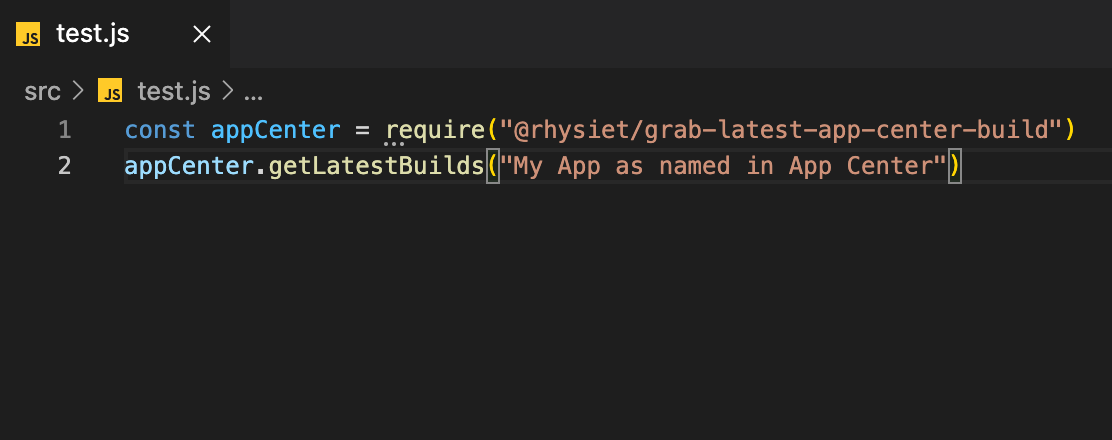 JS test.js ×
src > JS test.js > ...
1 const appCenter = require("@rhysiet/grab-latest-app-center-build")
2 appCenter.getLatestBuilds("My App as named in App Center")